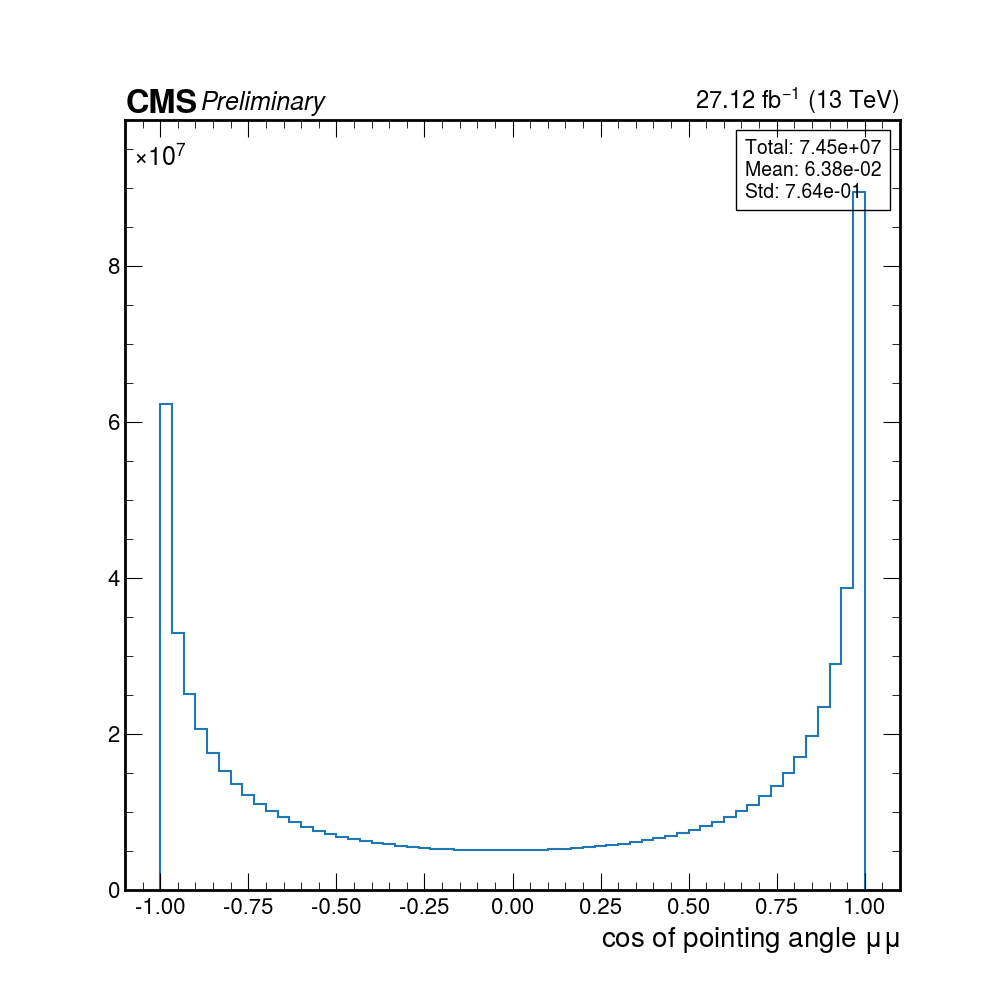 CMS Preliminary 27.12 fb⁻¹ (13 TeV)
×10⁷
Total: 7.45e+07
Mean: 6.38e-02
Std: 7.64e-01
8
6
4
2
0
-1.00 -0.75 -0.50 -0.25 0.00 0.25 0.50 0.75 1.00
cos of pointing angle μμ